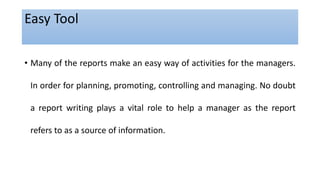 Easy Tool
• Many of the reports make an easy way of activities for the managers.
In order for planning, promoting, controlling and managing. No doubt
a report writing plays a vital role to help a manager as the report
refers to as a source of information.